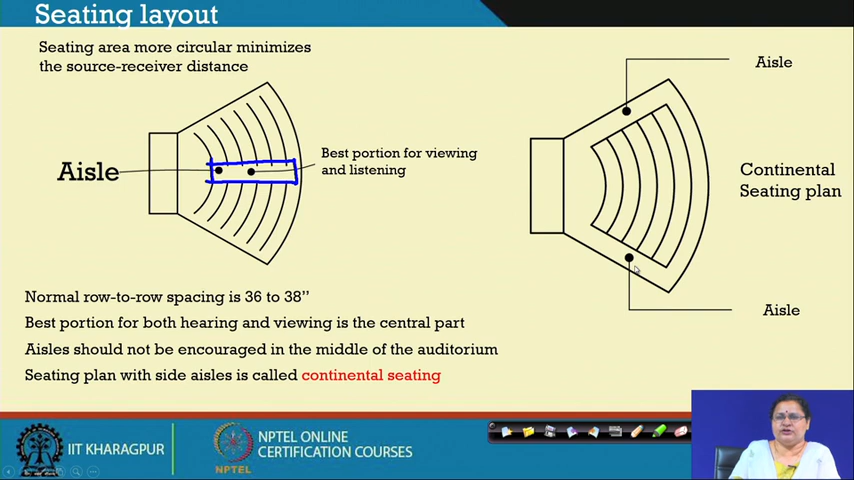 Seating layout
Seating area more circular minimizes
the source-receiver distance
Aisle
Best portion for viewing
and listening
Aisle
Continental
Seating plan
Aisle
Normal row-to-row spacing is 36 to 38”
Best portion for both hearing and viewing is the central part
Aisles should not be encouraged in the middle of the auditorium
Seating plan with side aisles is called continental seating
IIT KHARAGPUR
NPTEL
NPTEL ONLINE
CERTIFICATION COURSES